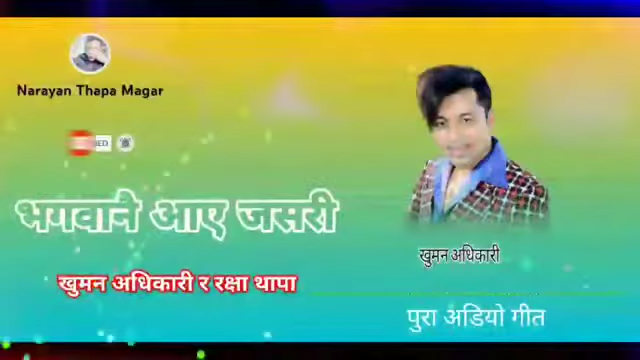 Narayan Thapa Magar
भगवानै आए जसरी
खुमन अधिकारी र रक्षा थापा
खुमन अधिकारी
पुरा अडियो गीत